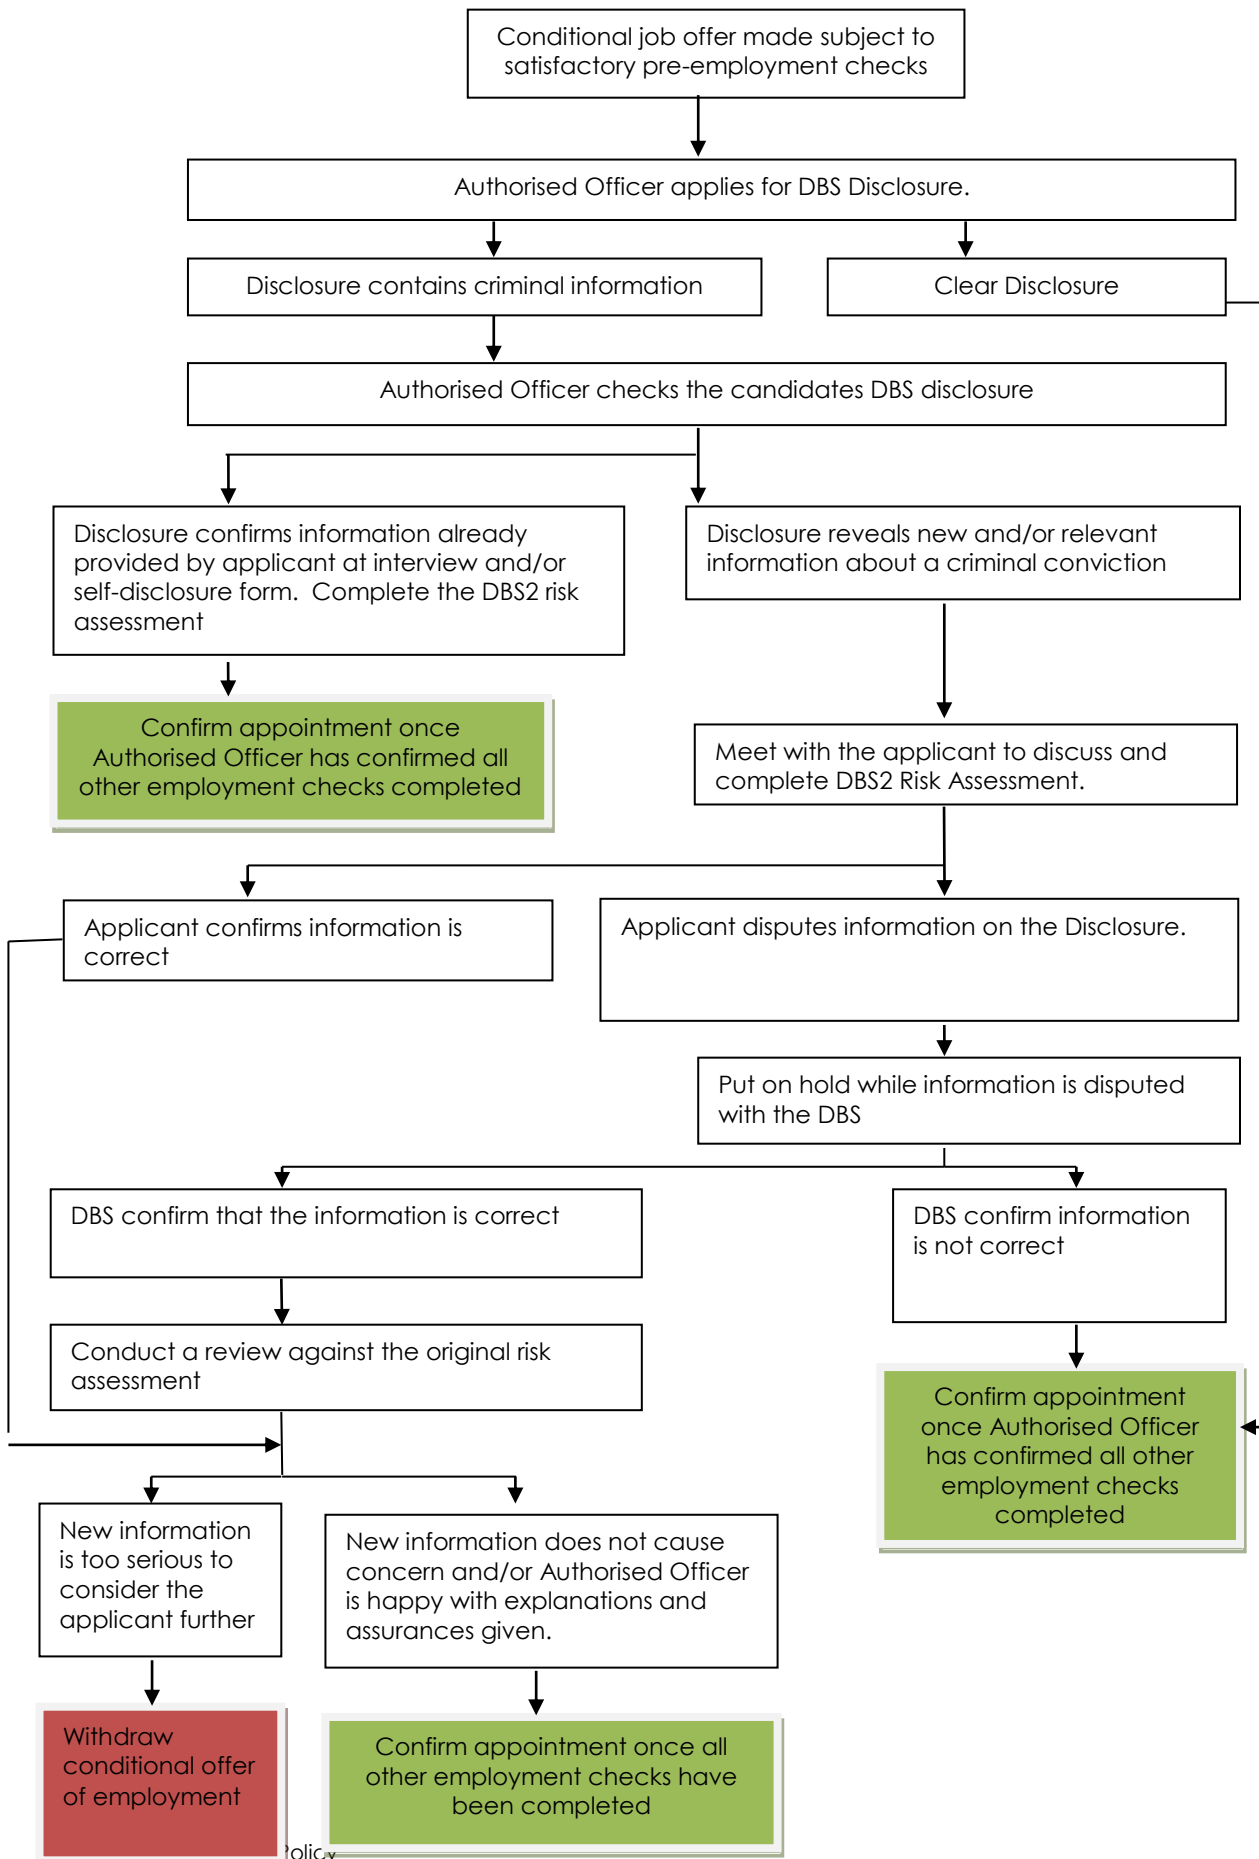 Conditional job offer made subject to
satisfactory pre-employment checks
Authorised Officer applies for DBS Disclosure.
Disclosure contains criminal information
Clear Disclosure
Authorised Officer checks the candidates DBS disclosure
Disclosure confirms information already
provided by applicant at interview and/or
self-disclosure form.  Complete the DBS2 risk
assessment
Disclosure reveals new and/or relevant
information about a criminal conviction
Confirm appointment once
Authorised Officer has confirmed all
other employment checks completed
Meet with the applicant to discuss and
complete DBS2 Risk Assessment.
Applicant confirms information is
correct
Applicant disputes information on the Disclosure.
Put on hold while information is disputed
with the DBS
DBS confirm that the information is correct
DBS confirm information
is not correct
Conduct a review against the original risk
assessment
Confirm appointment
once Authorised Officer
has confirmed all other
employment checks
completed
New information
is too serious to
consider the
applicant further
New information does not cause
concern and/or Authorised Officer
is happy with explanations and
assurances given.
Withdraw
conditional offer
of employment
Confirm appointment once all
other employment checks have
been completed
Policy